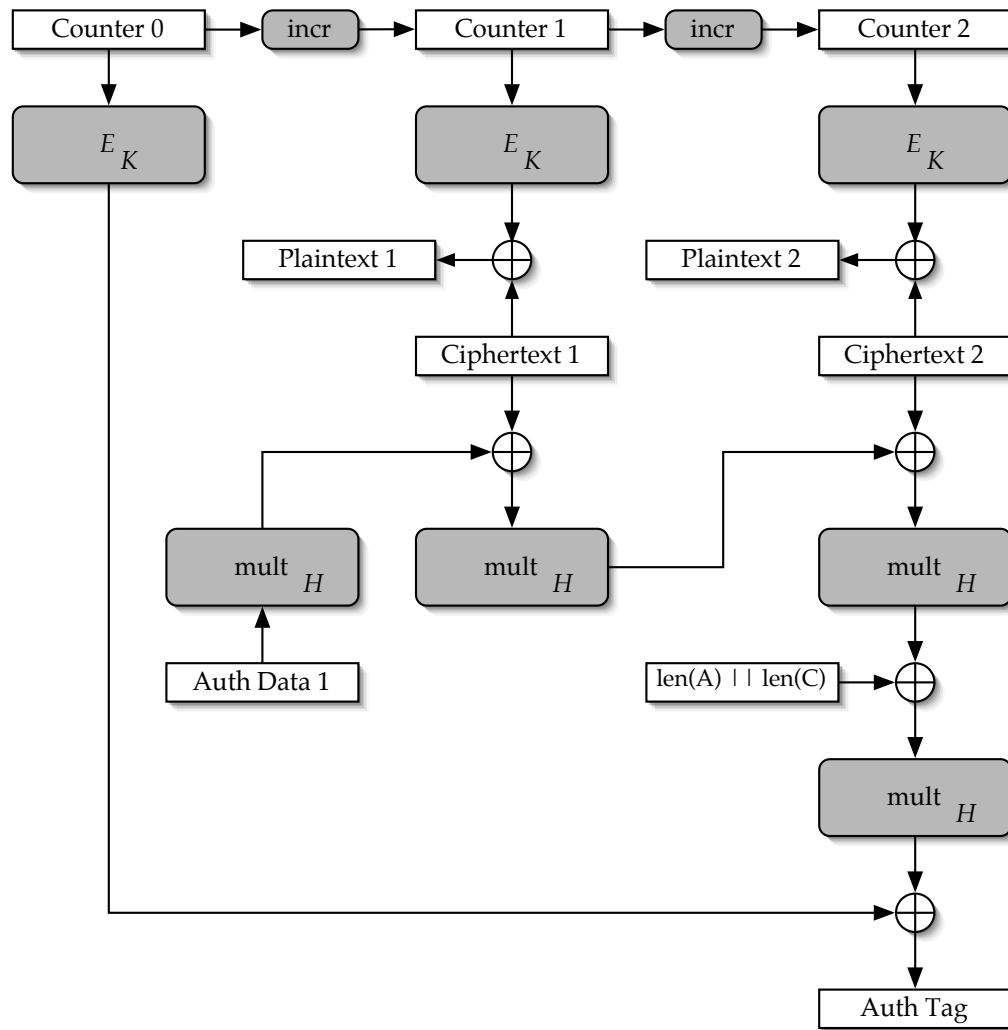 Counter 0
incr
Counter 1
incr
Counter 2
E K
E K
E K
Plaintext 1
Plaintext 2
Ciphertext 1
Ciphertext 2
mult H
mult H
mult H
Auth Data 1
len(A) || len(C)
mult H
Auth Tag